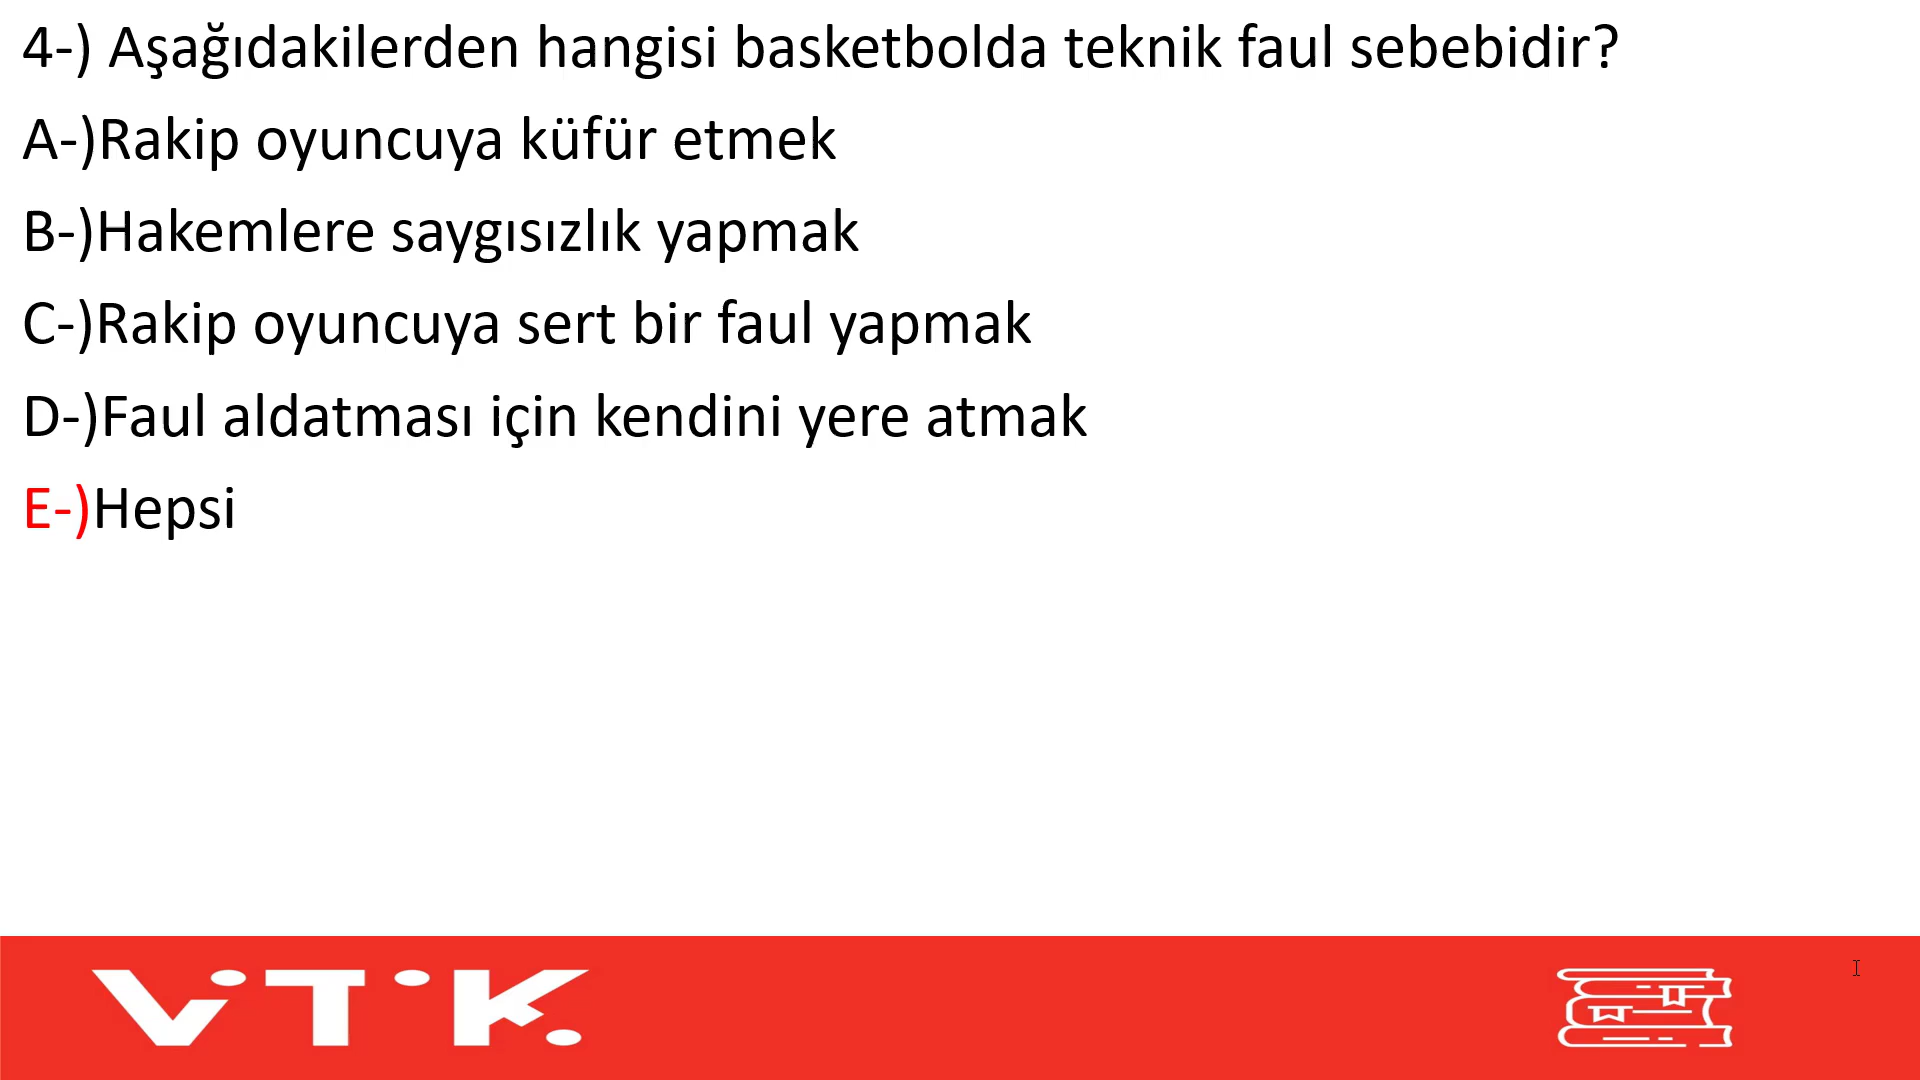 4-) Aşağıdakilerden hangisi basketbolda teknik faul sebebidir?
A-)Rakip oyuncuya küfür etmek
B-)Hakemlere saygısızlık yapmak
C-)Rakip oyuncuya sert bir faul yapmak
D-)Faul aldatması için kendini yere atmak
E-)Hepsi
ViTiK